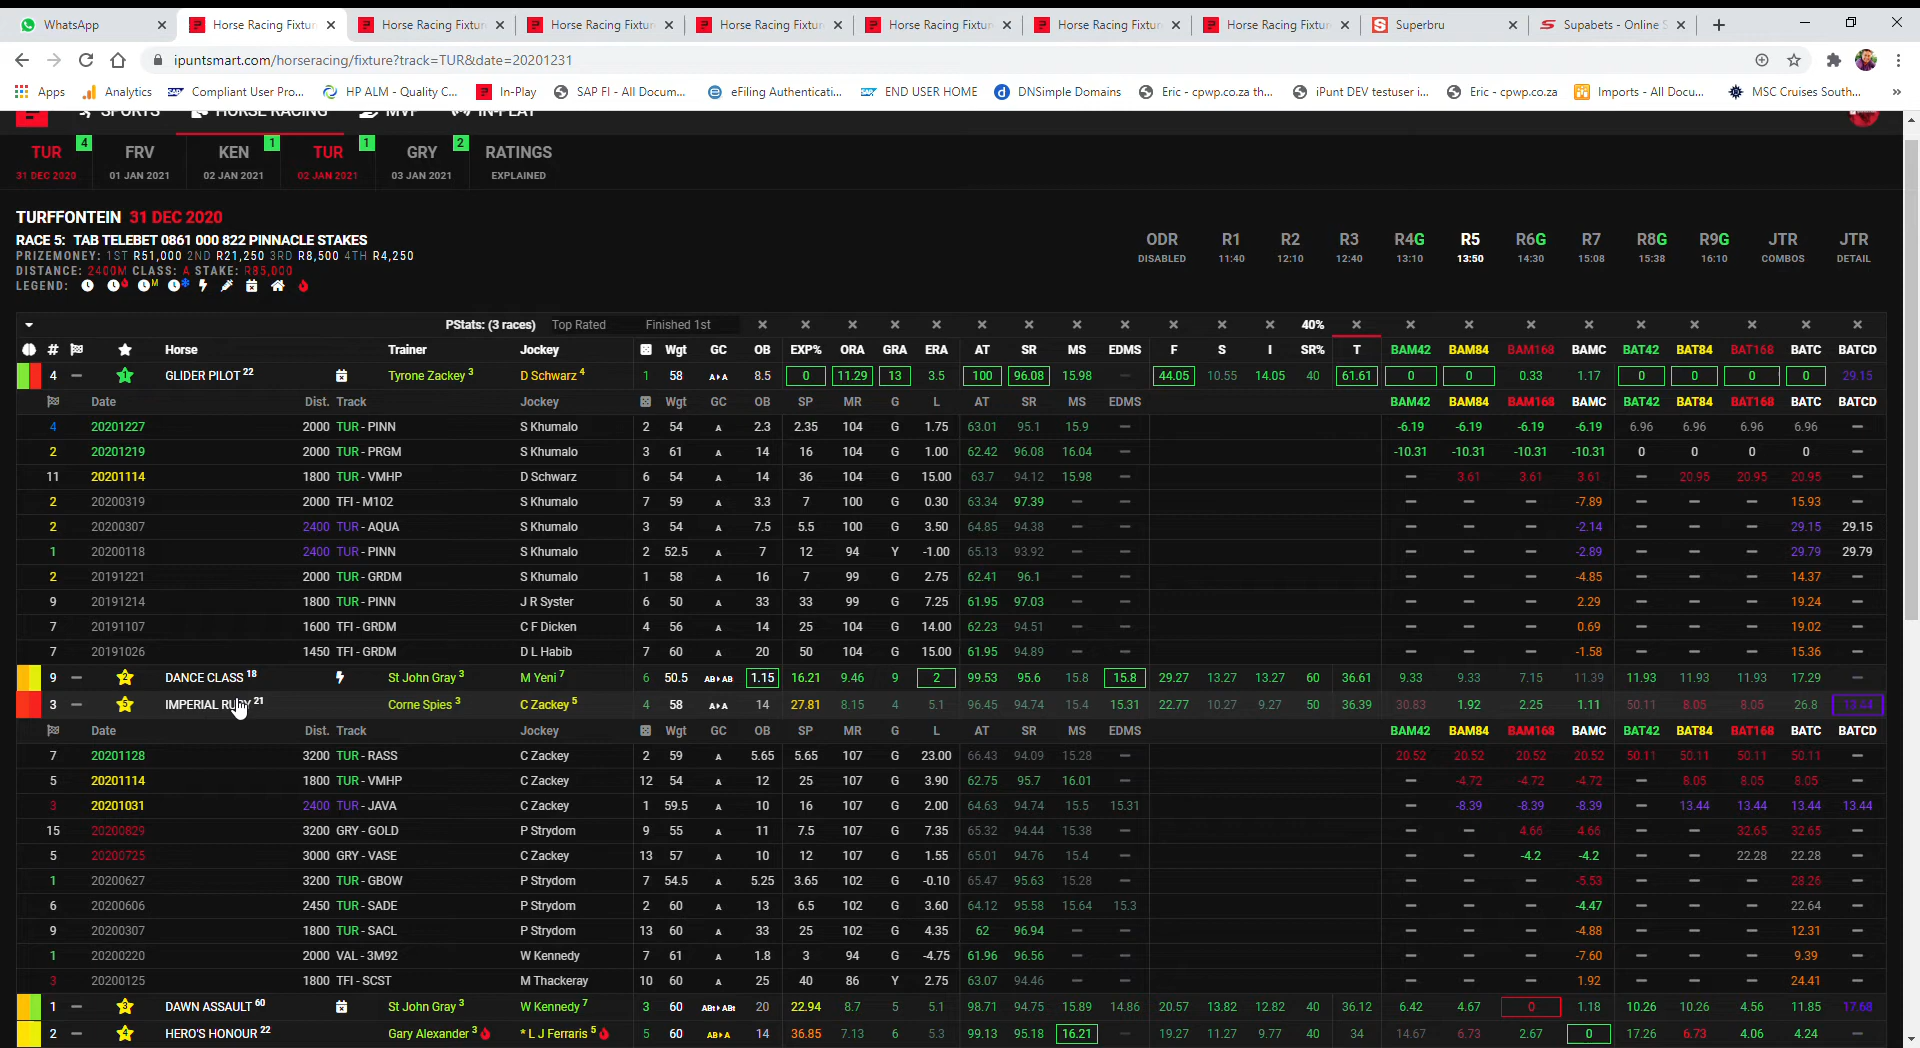 WhatsApp
Horse Racing Fixtur
Horse Racing Fixtur
Horse Racing Fixtur
Horse Racing Fixtur
Horse Racing Fixtur
Horse Racing Fixtur
Horse Racing Fixtur
Superbru
Supabets - Online S
ipuntsmart.com/horseracing/fixture?track=TUR&date=20201231
Apps Analytics Compliant User Pro... HP ALM - Quality C... In-Play SAP FI - All Docum... eFiling Authenticati... END USER HOME DNSimple Domains Eric - cpwp.co.za th... iPunt DEV testuser i... Eric - cpwp.co.za Imports - All Docu... MSC Cruises South... »
SPORTS HORSE RACING MVP IN-PLAY
TUR 4 FRV KEN 1 TUR 1 GRY 2 RATINGS
31 DEC 2020 01 JAN 2021 02 JAN 2021 02 JAN 2021 03 JAN 2021 EXPLAINED
TURFFONTEIN 31 DEC 2020
RACE 5: TAB TELEBET 0861 000 822 PINNACLE STAKES
PRIZEMONEY: 1ST R51,000 2ND R21,250 3RD R8,500 4TH R4,250
DISTANCE: 2400M CLASS: A STAKE: R85,000
LEGEND:
ODR R1 R2 R3 R4G R5 R6G R7 R8G R9G JTR JTR
DISABLED 11:40 12:10 12:40 13:10 13:50 14:30 15:08 15:38 16:10 COMBOS DETAIL
PStats: (3 races) Top Rated Finished 1st 40%
# Horse Trainer Jockey Wgt GC OB EXP% ORA GRA ERA AT SR MS EDMS F S I SR% T BAM42 BAM84 BAM168 BAMC BAT42 BAT84 BAT168 BATC BATCD
4 — GLIDER PILOT 22 Tyrone Zackey 3 D Schwarz 4 1 58 A▸A 8.5 0 11.29 13 3.5 100 96.08 15.98 — 44.05 10.55 14.05 40 61.61 0 0 0.33 1.17 0 0 0 0 29.15
Date Dist. Track Jockey Wgt GC OB SP MR G L AT SR MS EDMS BAM42 BAM84 BAM168 BAMC BAT42 BAT84 BAT168 BATC BATCD
4 20201227 2000 TUR - PINN S Khumalo 2 54 A 2.3 2.35 104 G 1.75 63.01 95.1 15.9 — -6.19 -6.19 -6.19 -6.19 6.96 6.96 6.96 6.96 —
2 20201219 2000 TUR - PRGM S Khumalo 3 61 A 14 16 104 G 1.00 62.42 96.08 16.04 — -10.31 -10.31 -10.31 -10.31 0 0 0 0 —
11 20201114 1800 TUR - VMHP D Schwarz 6 54 A 14 36 104 G 15.00 63.7 94.12 15.98 — — 3.61 3.61 3.61 — 20.95 20.95 20.95 —
2 20200319 2000 TFI - M102 S Khumalo 7 59 A 3.3 7 100 G 0.30 63.34 97.39 — — — — — -7.89 — — — 15.93 —
2 20200307 2400 TUR - AQUA S Khumalo 3 54 A 7.5 5.5 100 G 3.50 64.85 94.38 — — — — — -2.14 — — — 29.15 29.15
1 20200118 2400 TUR - PINN S Khumalo 2 52.5 A 7 12 94 Y -1.00 65.13 93.92 — — — — — -2.89 — — — 29.79 29.79
2 20191221 2000 TUR - GRDM S Khumalo 1 58 A 16 7 99 G 2.75 62.41 96.1 — — — — — -4.85 — — — 14.37 —
9 20191214 1800 TUR - PINN J R Syster 6 50 A 33 33 99 G 7.25 61.95 97.03 — — — — — 2.29 — — — 19.24 —
7 20191107 1600 TFI - GRDM C F Dicken 4 56 A 14 25 104 G 14.00 62.23 94.51 — — — — — 0.69 — — — 19.02 —
7 20191026 1450 TFI - GRDM D L Habib 7 60 A 20 50 104 G 15.00 61.95 94.89 — — — — — -1.58 — — — 15.36 —
9 — 2 DANCE CLASS 18 St John Gray 3 M Yeni 7 6 50.5 AB▸AB 1.15 16.21 9.46 9 2 99.53 95.6 15.8 15.8 29.27 13.27 13.27 60 36.61 9.33 9.33 7.15 11.39 11.93 11.93 11.93 17.29 —
3 — 5 IMPERIAL RUBY 21 Corne Spies 3 C Zackey 5 4 58 A▸A 14 27.81 8.15 4 5.1 96.45 94.74 15.4 15.31 22.77 10.27 9.27 50 36.39 30.83 1.92 2.25 1.11 50.11 8.05 8.05 26.8 13.44
Date Dist. Track Jockey Wgt GC OB SP MR G L AT SR MS EDMS BAM42 BAM84 BAM168 BAMC BAT42 BAT84 BAT168 BATC BATCD
7 20201128 3200 TUR - RASS C Zackey 2 59 A 5.65 5.65 107 G 23.00 66.43 94.09 15.28 — 20.52 20.52 20.52 20.52 50.11 50.11 50.11 50.11 —
5 20201114 1800 TUR - VMHP C Zackey 12 54 A 12 25 107 G 3.90 62.75 95.7 16.01 — — -4.72 -4.72 -4.72 — 8.05 8.05 8.05 —
3 20201031 2400 TUR - JAVA C Zackey 1 59.5 A 10 16 107 G 2.00 64.63 94.74 15.5 15.31 — -8.39 -8.39 -8.39 — 13.44 13.44 13.44 13.44
15 20200829 3200 GRY - GOLD P Strydom 9 55 A 11 7.5 107 G 7.35 65.32 94.44 15.38 — — — 4.66 4.66 — — 32.65 32.65 —
5 20200725 3000 GRY - VASE C Zackey 13 57 A 10 12 107 G 1.55 65.01 94.76 15.4 — — — -4.2 -4.2 — — 22.28 22.28 —
1 20200627 3200 TUR - GBOW P Strydom 7 54.5 A 5.25 3.65 102 G -0.10 65.47 95.63 15.28 — — — — -5.53 — — — 28.26 —
6 20200606 2450 TUR - SADE P Strydom 2 60 A 13 6.5 102 G 3.60 64.12 95.58 15.64 15.3 — — — -4.47 — — — 22.64 —
9 20200307 1800 TUR - SACL P Strydom 13 60 A 33 25 102 G 4.35 62 96.94 — — — — — -4.88 — — — 12.31 —
1 20200220 2000 VAL - 3M92 W Kennedy 7 61 A 1.8 3 94 G -4.75 61.96 96.56 — — — — — -7.60 — — — 9.39 —
3 20200125 1800 TFI - SCST M Thackeray 10 60 A 25 40 86 Y 2.75 63.07 94.46 — — — — — 1.92 — — — 24.41 —
1 — 3 DAWN ASSAULT 60 St John Gray 3 W Kennedy 7 3 60 20 22.94 8.7 5 5.1 98.71 94.75 15.89 14.86 20.57 13.82 12.82 40 36.12 6.42 4.67 0 1.18 10.26 10.26 4.56 11.85 17.68
2 — 4 HERO'S HONOUR 22 Gary Alexander 3 * L J Ferraris 5 5 60 AB▸A 14 36.85 7.13 6 5.3 99.13 95.18 16.21 — 19.27 11.27 9.77 40 34 14.67 6.73 2.67 0 17.26 6.73 4.06 4.24 —